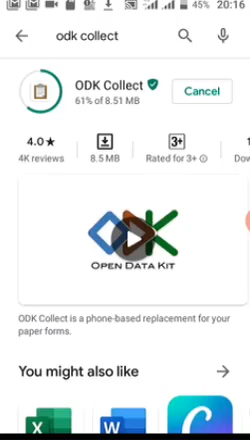 45% 20:16
odk collect
ODK Collect
61% of 8.51 MB
Cancel
4.0★
4K reviews
8.5 MB
3+
Rated for 3+
Dow
OPEN DATA KIT
ODK Collect is a phone-based replacement for your
paper forms.
You might also like